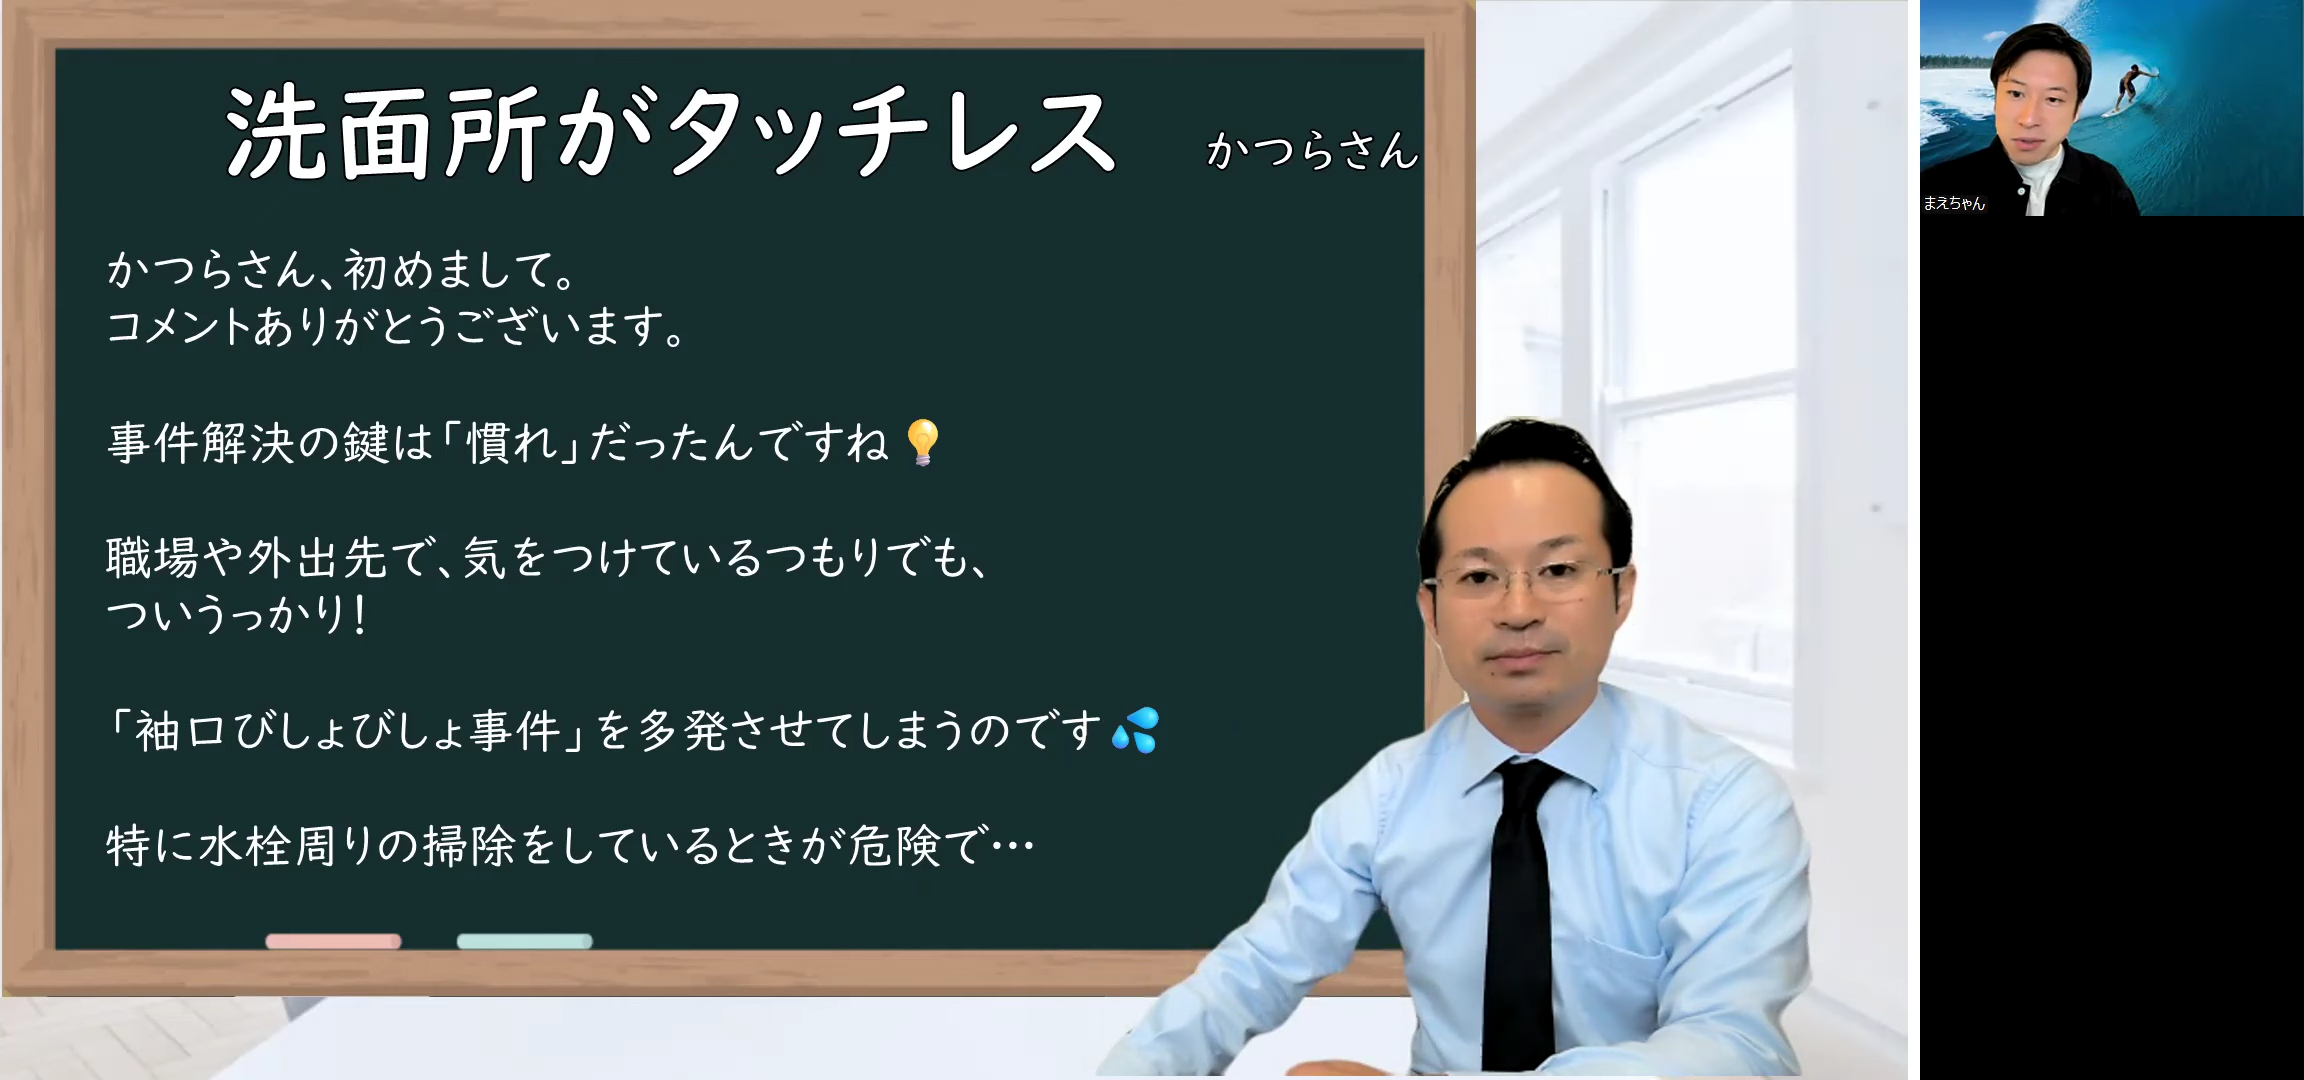 洗面所がタッチレス かつらさん
かつらさん、初めまして。
コメントありがとうございます。
事件解決の鍵は「慣れ」だったんですね💡
職場や外出先で、気をつけているつもりでも、
ついうっかり!
「袖口びしょびしょ事件」を多発させてしまうのです💦
特に水栓周りの掃除をしているときが危険で…
まえちゃん